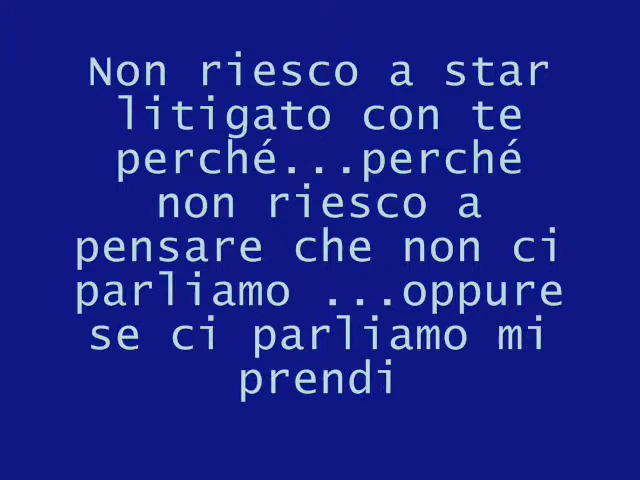 Non riesco a star
litigato con te
perché...perché
non riesco a
pensare che non ci
parliamo ...oppure
se ci parliamo mi
prendi